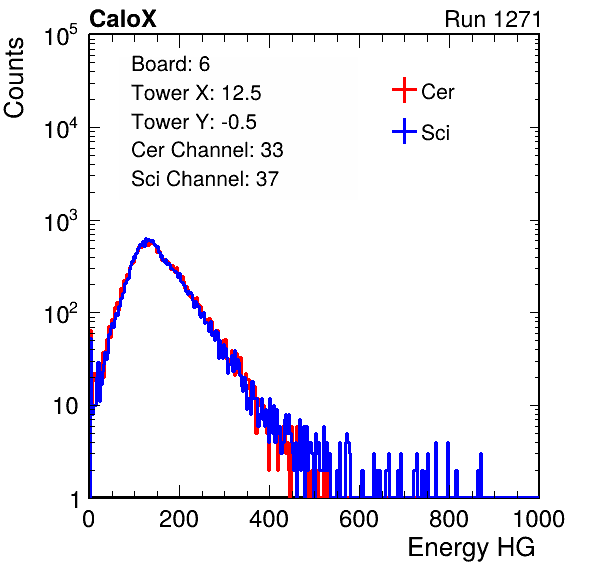 CaloX Run 1271
Counts
Board: 6
Tower X: 12.5
Tower Y: -0.5
Cer Channel: 33
Sci Channel: 37
Cer
Sci
10^5
10^4
10^3
10^2
10
1
0 200 400 600 800 1000
Energy HG